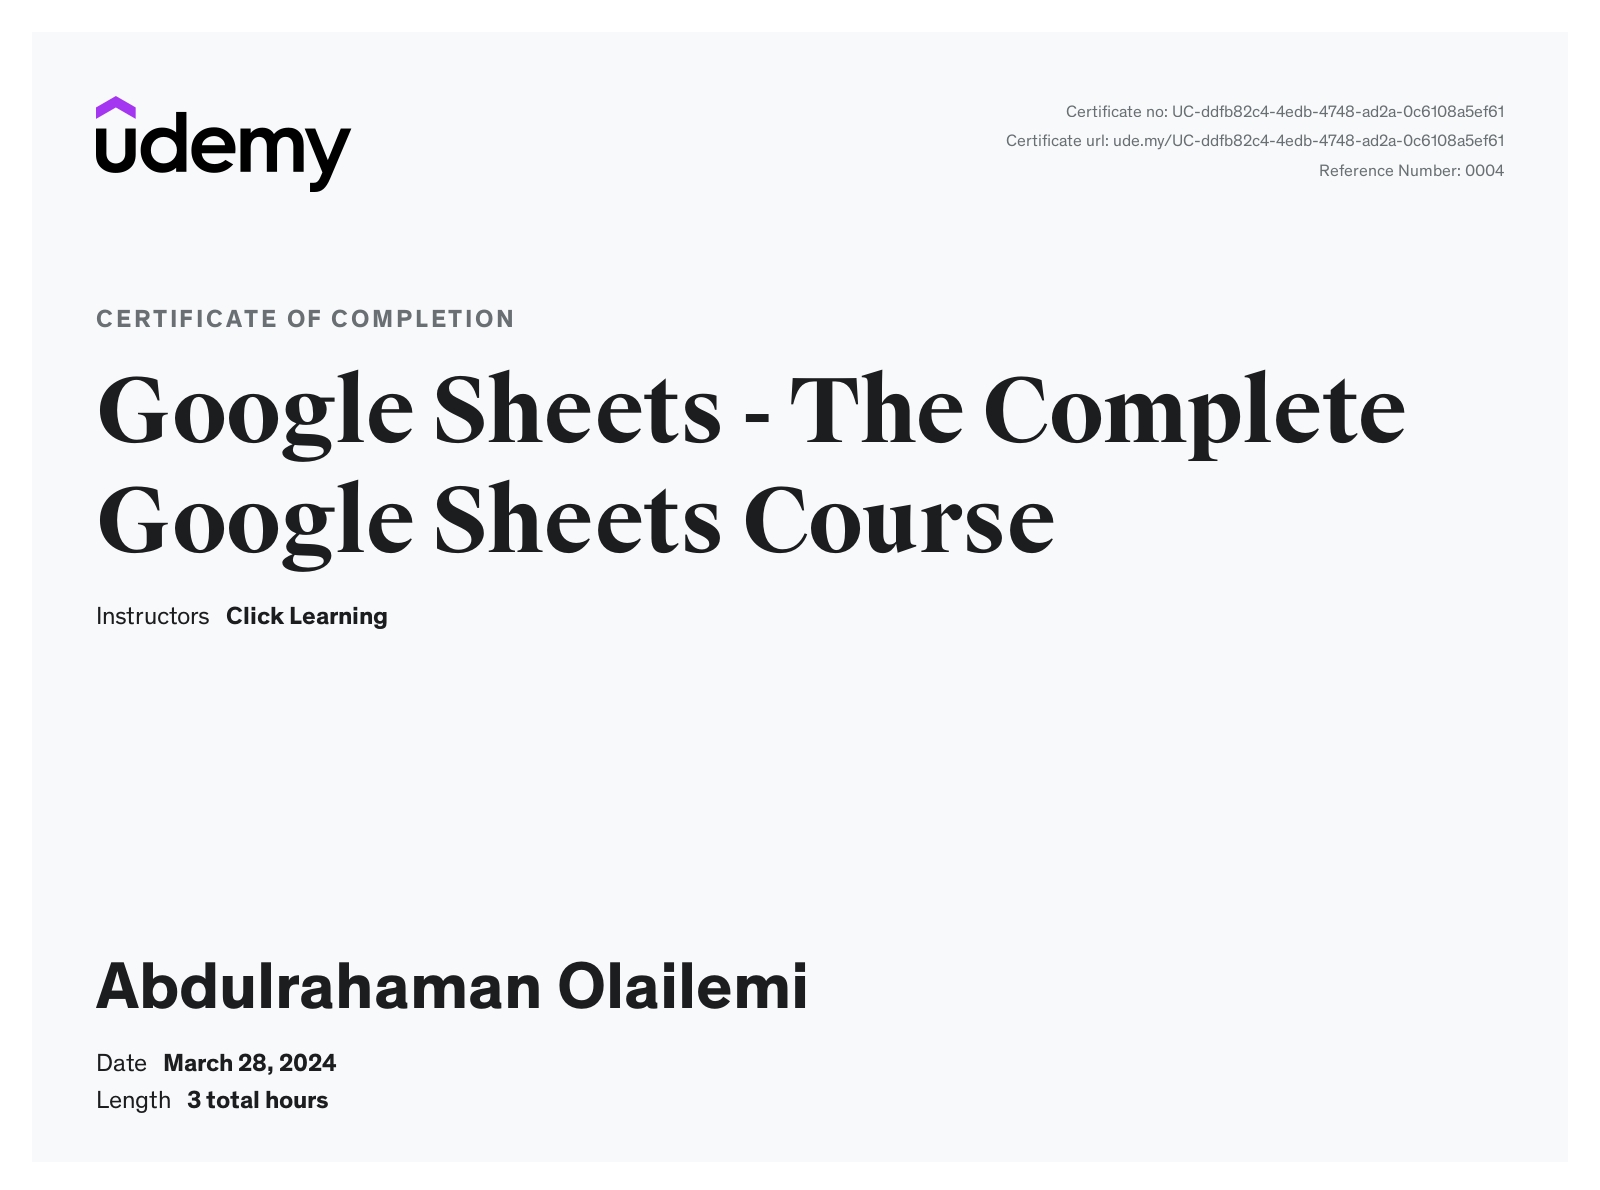 udemy
Certificate no: UC-ddfb82c4-4edb-4748-ad2a-0c6108a5ef61
Certificate url: ude.my/UC-ddfb82c4-4edb-4748-ad2a-0c6108a5ef61
Reference Number: 0004
CERTIFICATE OF COMPLETION
Google Sheets - The Complete
Google Sheets Course
Instructors Click Learning
Abdulrahaman Olailemi
Date March 28, 2024
Length 3 total hours